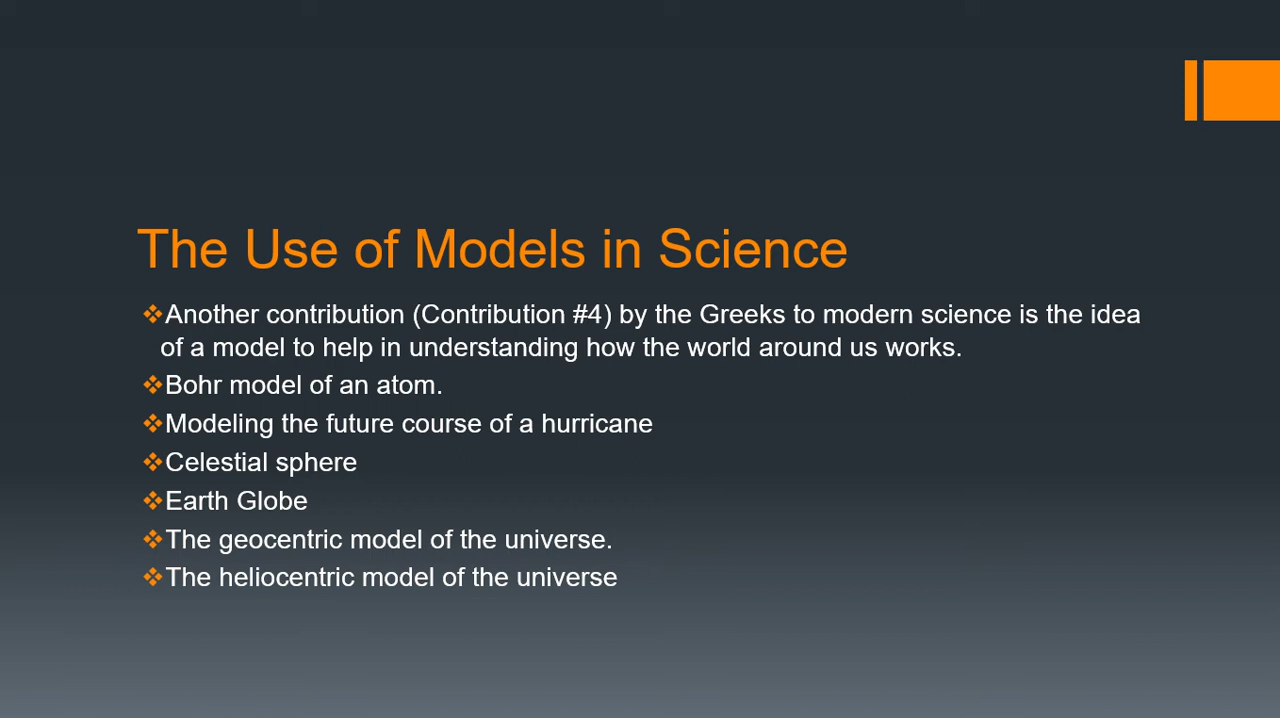 The Use of Models in Science
❖Another contribution (Contribution #4) by the Greeks to modern science is the idea
of a model to help in understanding how the world around us works.
❖Bohr model of an atom.
❖Modeling the future course of a hurricane
❖Celestial sphere
❖Earth Globe
❖The geocentric model of the universe.
❖The heliocentric model of the universe